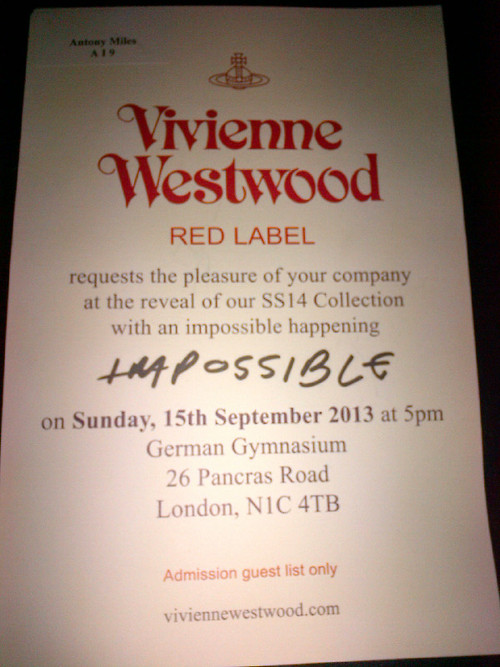 Antony Miles
A 1 9
Vivienne
Westwood
RED LABEL
requests the pleasure of your company
at the reveal of our SS14 Collection
with an impossible happening
IMPOSSIBLE
on Sunday, 15th September 2013 at 5pm
German Gymnasium
26 Pancras Road
London, N1C 4TB
Admission guest list only
viviennewestwood.com